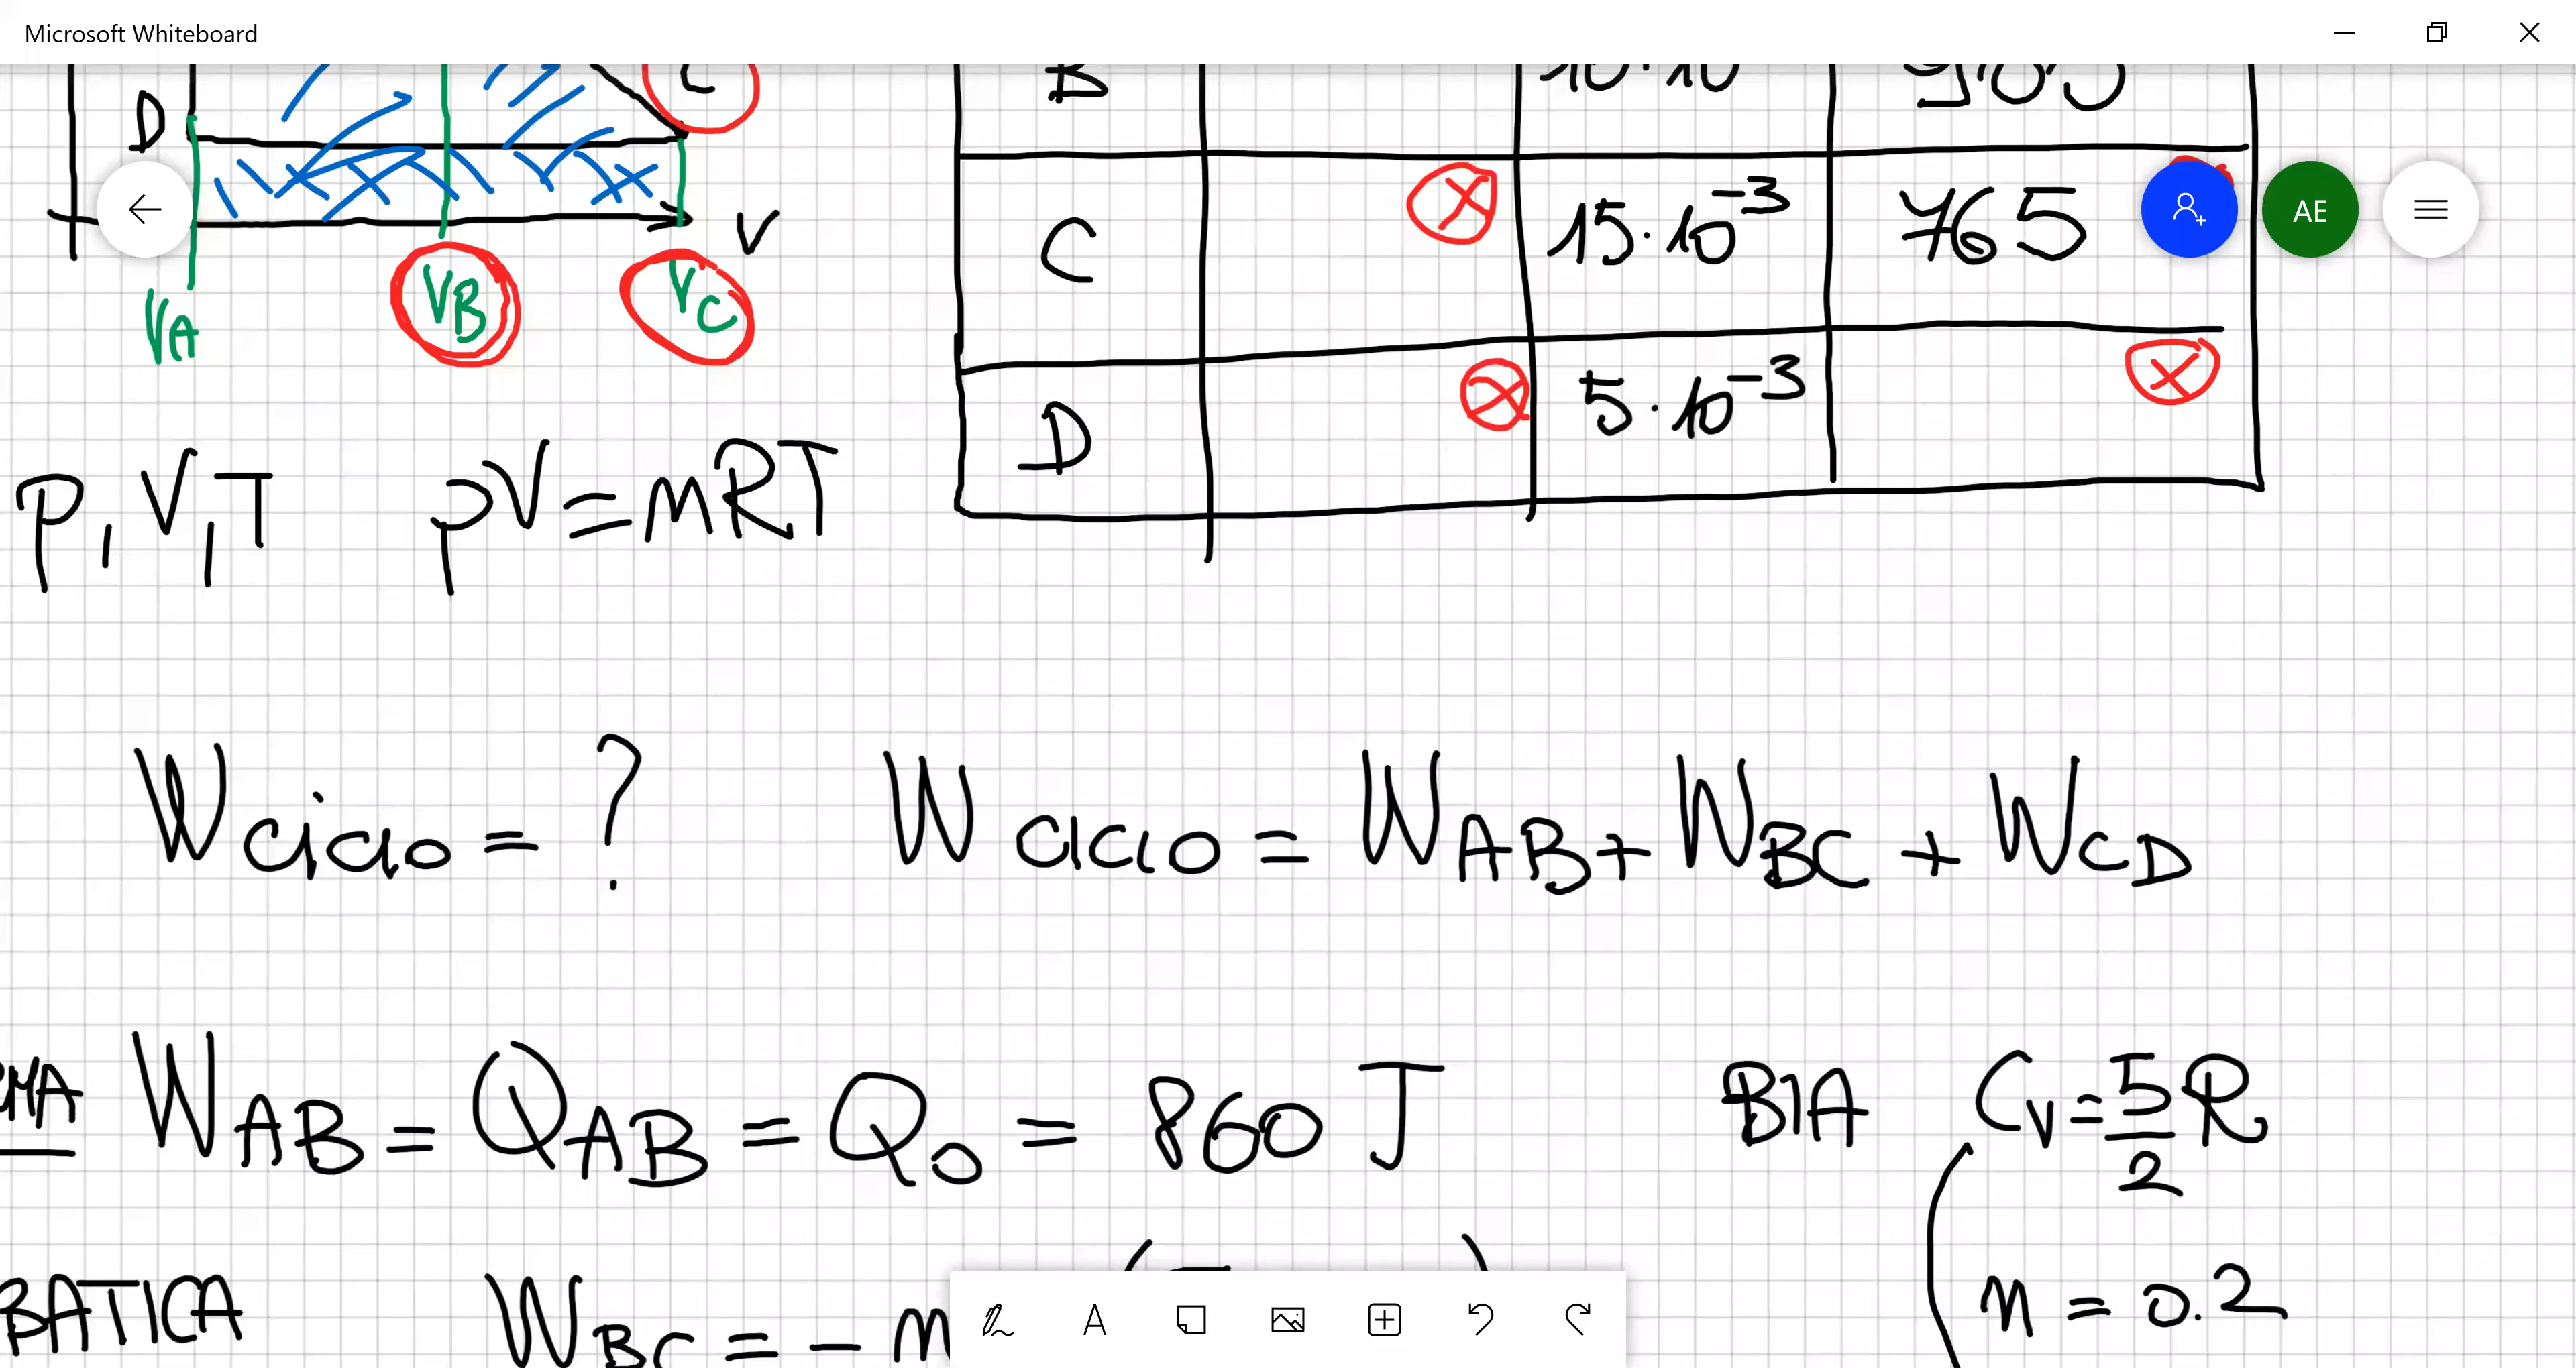 Microsoft Whiteboard
B
D
C
15·10⁻³
765
AE
V
VA
VB
VC
D
5·10⁻³
P, V, T
pV = nRT
Wciclo = ?
Wciclo = WAB + WBC + WCD
WAB = QAB = Q0 = 860 J
BIA
CV = 5/2 R
BATICA
WBC = - n
n = 0.2